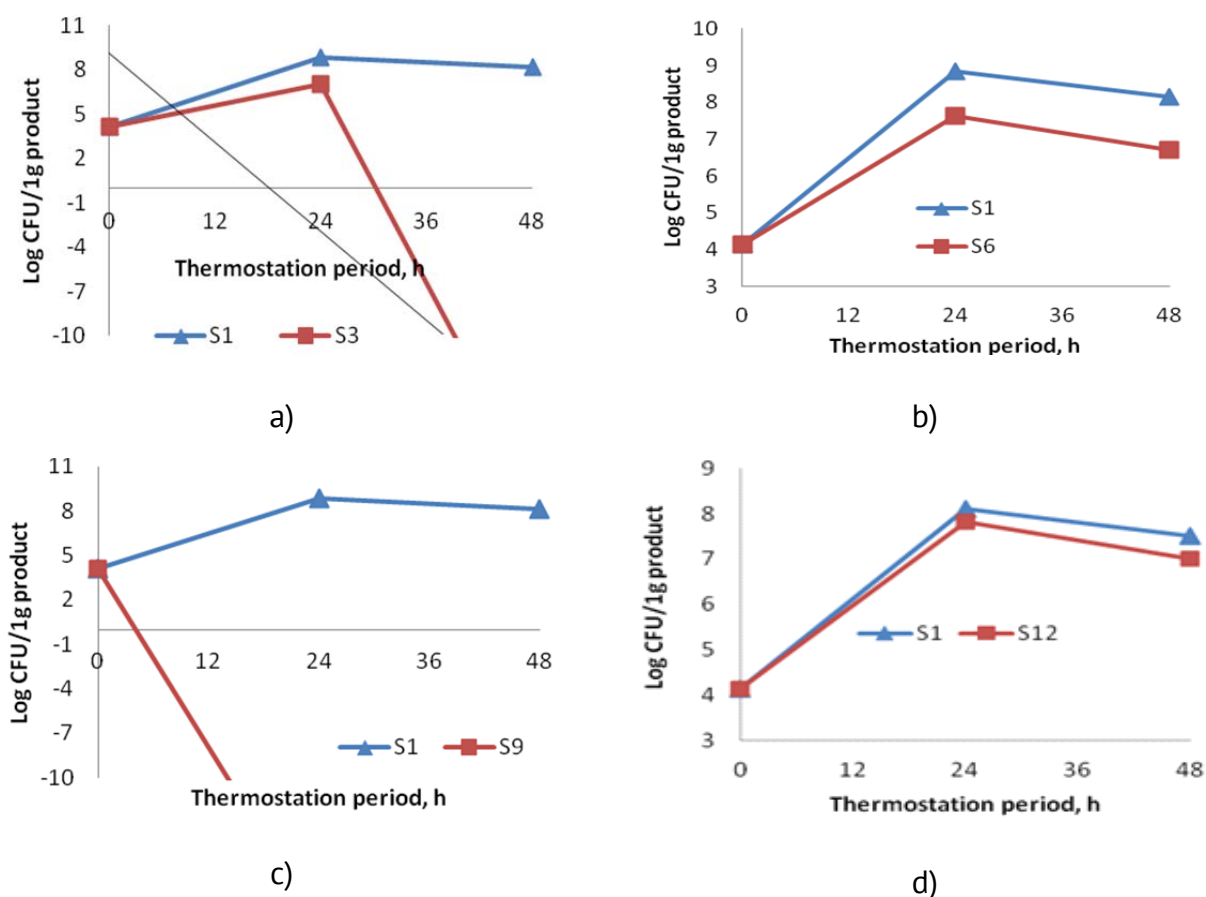 Log CFU/1g product
11
8
5
2
-1
-4
-7
-10
0 12 24 36 48
Thermostation period, h
S1 S3
a)
Log CFU/1g product
10
9
8
7
6
5
4
3
S1
S6
0 12 24 36 48
Thermostation period, h
b)
Log CFU/1g product
11
8
5
2
-1
-4
-7
-10
0 12 24 36 48
S1 S9
Thermostation period, h
c)
Log CFU/1g product
9
8
7
6
5
4
3
S1 S12
0 12 24 36 48
Thermostation period, h
d)